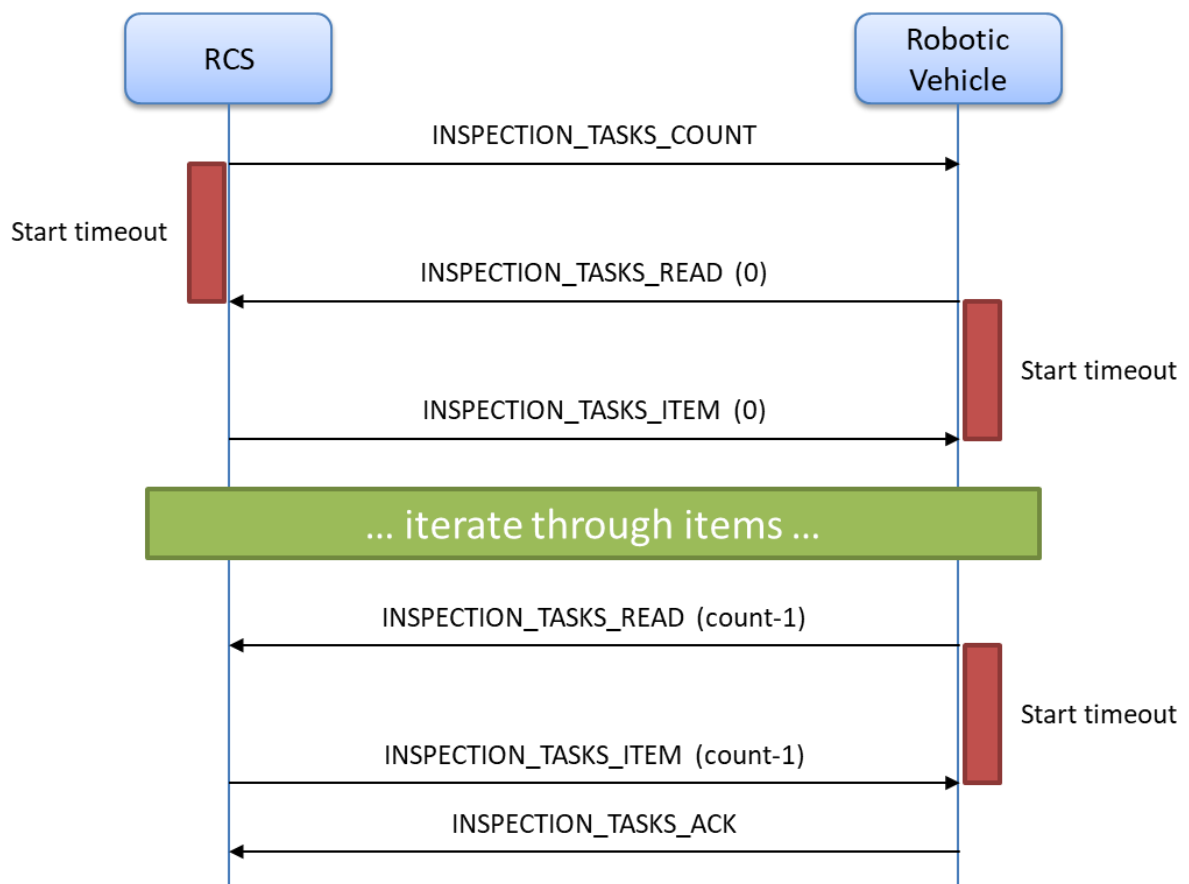 RCS
Robotic
Vehicle
INSPECTION_TASKS_COUNT
Start timeout
INSPECTION_TASKS_READ (0)
Start timeout
INSPECTION_TASKS_ITEM (0)
... iterate through items ...
INSPECTION_TASKS_READ (count-1)
Start timeout
INSPECTION_TASKS_ITEM (count-1)
INSPECTION_TASKS_ACK